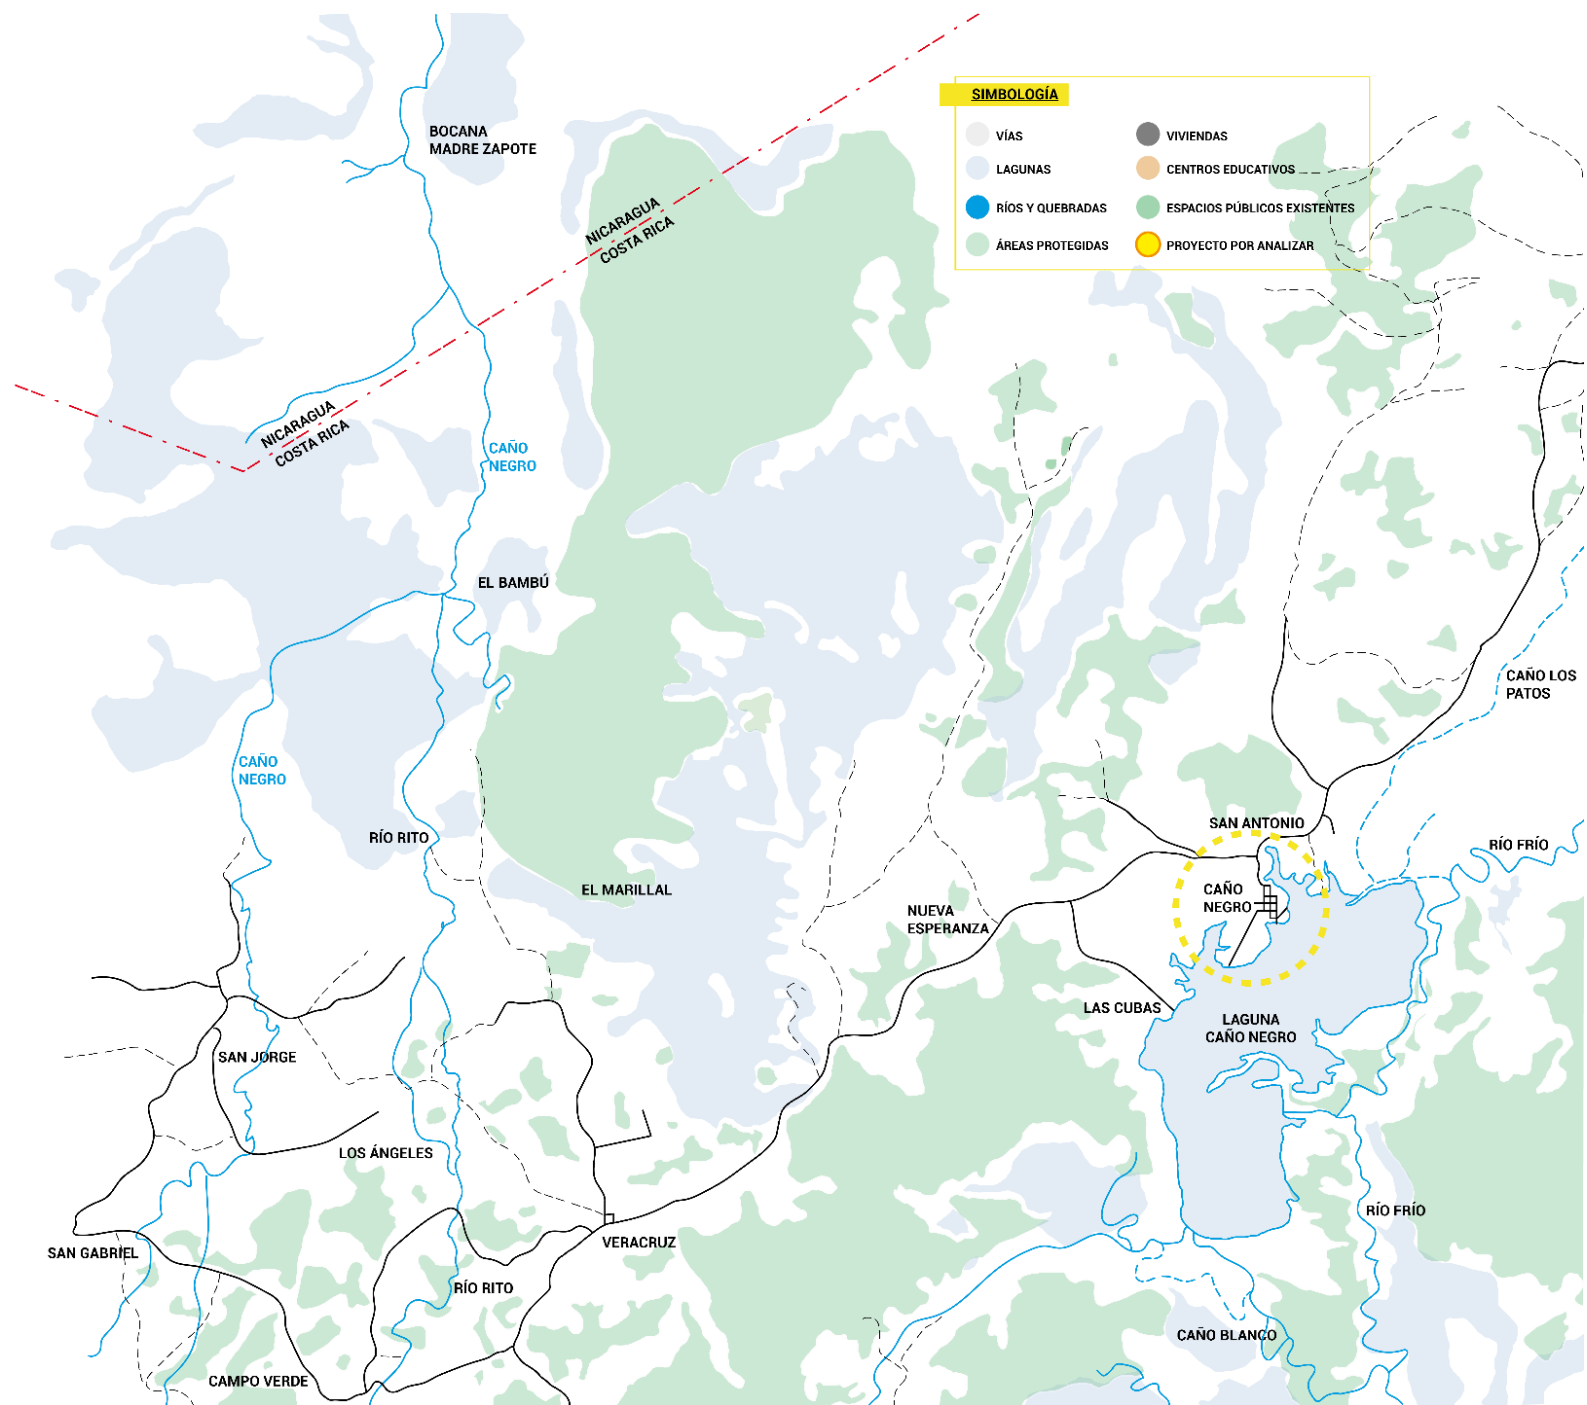 SIMBOLOGÍA
VÍAS
VIVIENDAS
LAGUNAS
CENTROS EDUCATIVOS
RÍOS Y QUEBRADAS
ESPACIOS PÚBLICOS EXISTENTES
ÁREAS PROTEGIDAS
PROYECTO POR ANALIZAR
BOCANA
MADRE ZAPOTE
NICARAGUA
COSTA RICA
NICARAGUA
COSTA RICA
CAÑO
NEGRO
EL BAMBÚ
CAÑO LOS
PATOS
CAÑO
NEGRO
RÍO RITO
SAN ANTONIO
RÍO FRÍO
EL MARILLAL
CAÑO
NEGRO
NUEVA
ESPERANZA
LAS CUBAS
LAGUNA
CAÑO NEGRO
SAN JORGE
LOS ÁNGELES
RÍO FRÍO
VERACRUZ
SAN GABRIEL
RÍO RITO
CAÑO BLANCO
CAMPO VERDE